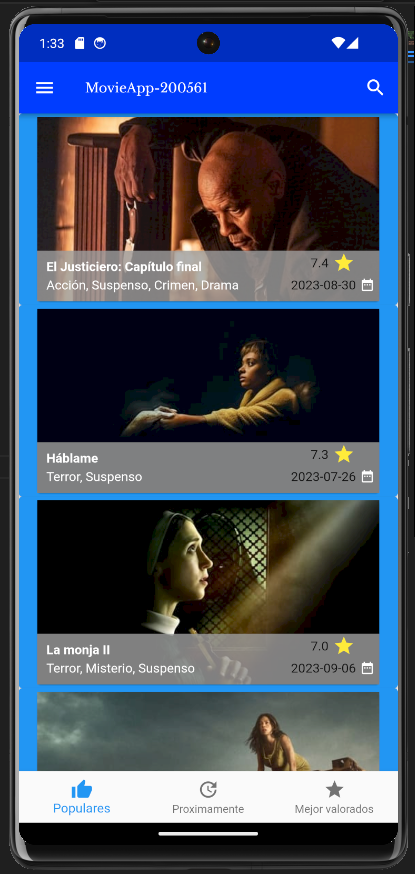 1:33
MovieApp-200561
El Justiciero: Capítulo final
7.4
Acción, Suspenso, Crimen, Drama
2023-08-30
Háblame
7.3
Terror, Suspenso
2023-07-26
La monja II
7.0
Terror, Misterio, Suspenso
2023-09-06
Populares
Proximamente
Mejor valorados